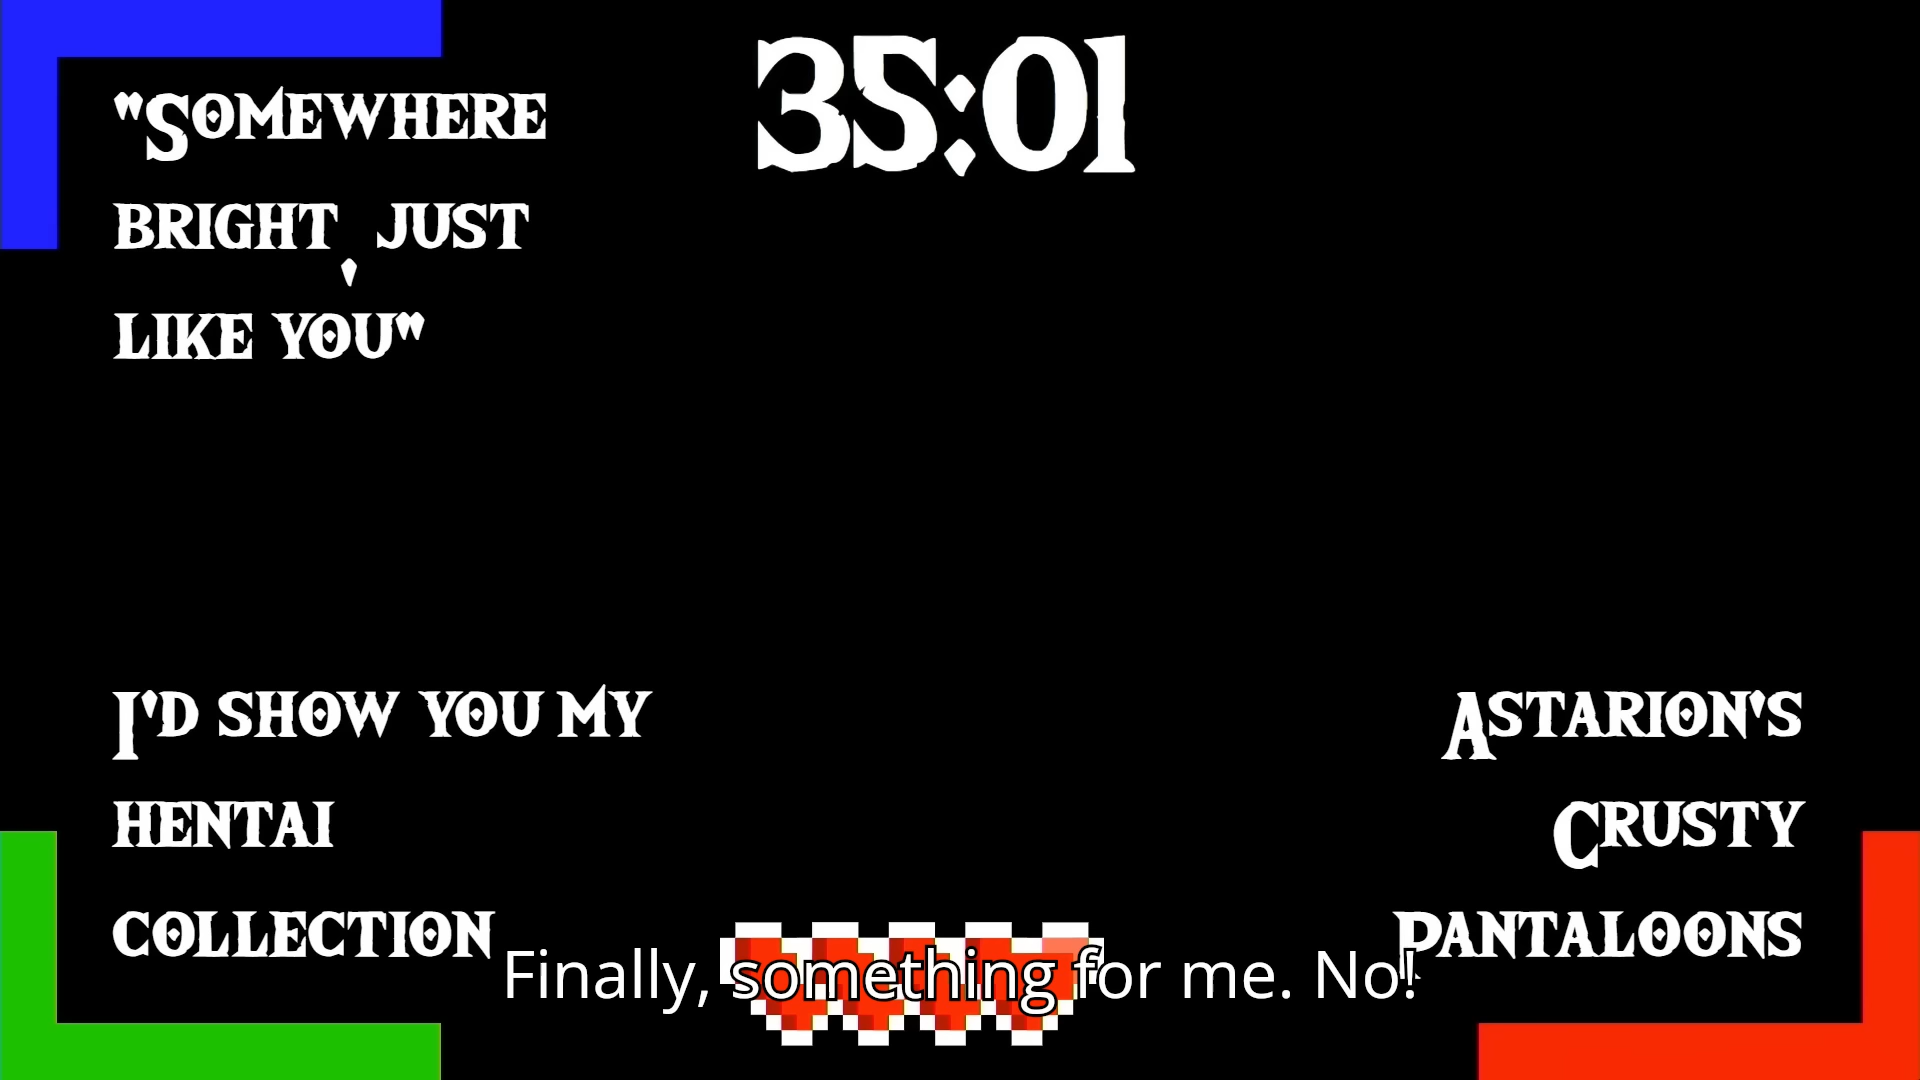 35:01
"Somewhere
bright, just
like you"
I'd show you my
hentai
collection
Astarion's
Crusty
Pantaloons
Finally, something for me. No!